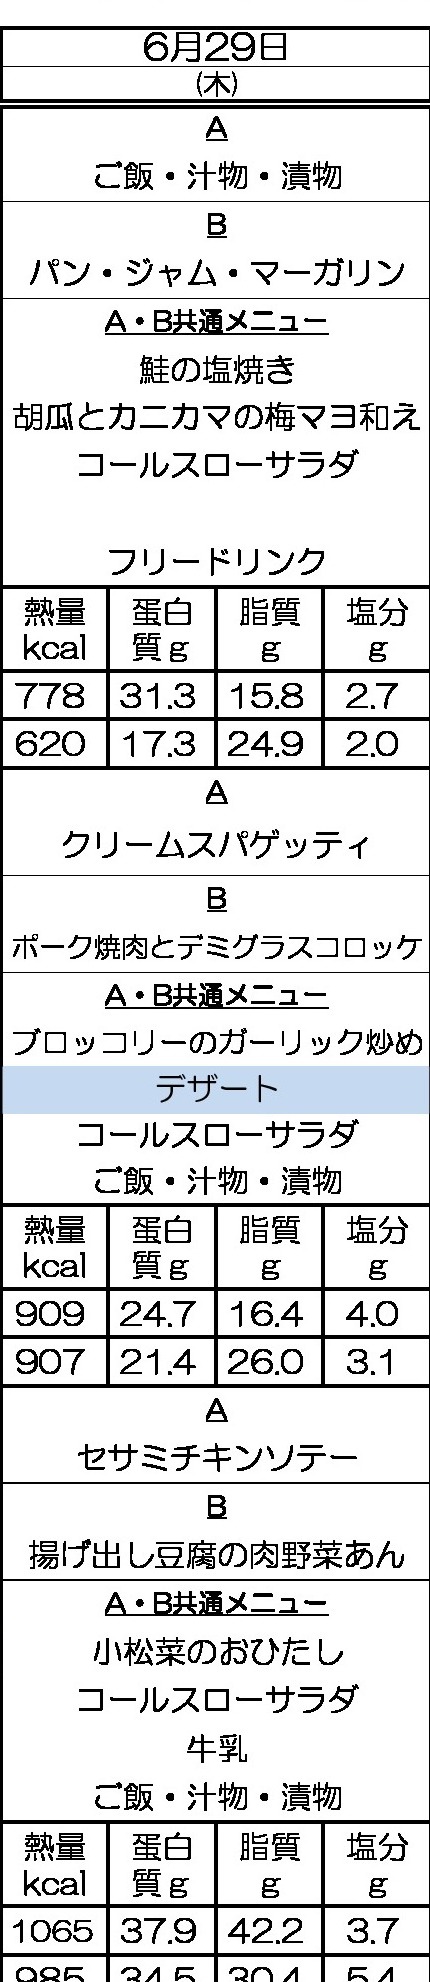 6月29日
(木)
A
ご飯・汁物・漬物
B
パン・ジャム・マーガリン
A・B共通メニュー
鮭の塩焼き
胡瓜とカニカマの梅マヨ和え
コールスローサラダ
フリードリンク
熱量 蛋白 脂質 塩分
kcal 質g g g
778 31.3 15.8 2.7
620 17.3 24.9 2.0
A
クリームスパゲッティ
B
ポーク焼肉とデミグラスコロッケ
A・B共通メニュー
ブロッコリーのガーリック炒め
デザート
コールスローサラダ
ご飯・汁物・漬物
熱量 蛋白 脂質 塩分
kcal 質g g g
909 24.7 16.4 4.0
907 21.4 26.0 3.1
A
セサミチキンソテー
B
揚げ出し豆腐の肉野菜あん
A・B共通メニュー
小松菜のおひたし
コールスローサラダ
牛乳
ご飯・汁物・漬物
熱量 蛋白 脂質 塩分
kcal 質g g g
1065 37.9 42.2 3.7
985 34.5 30.4 5.4